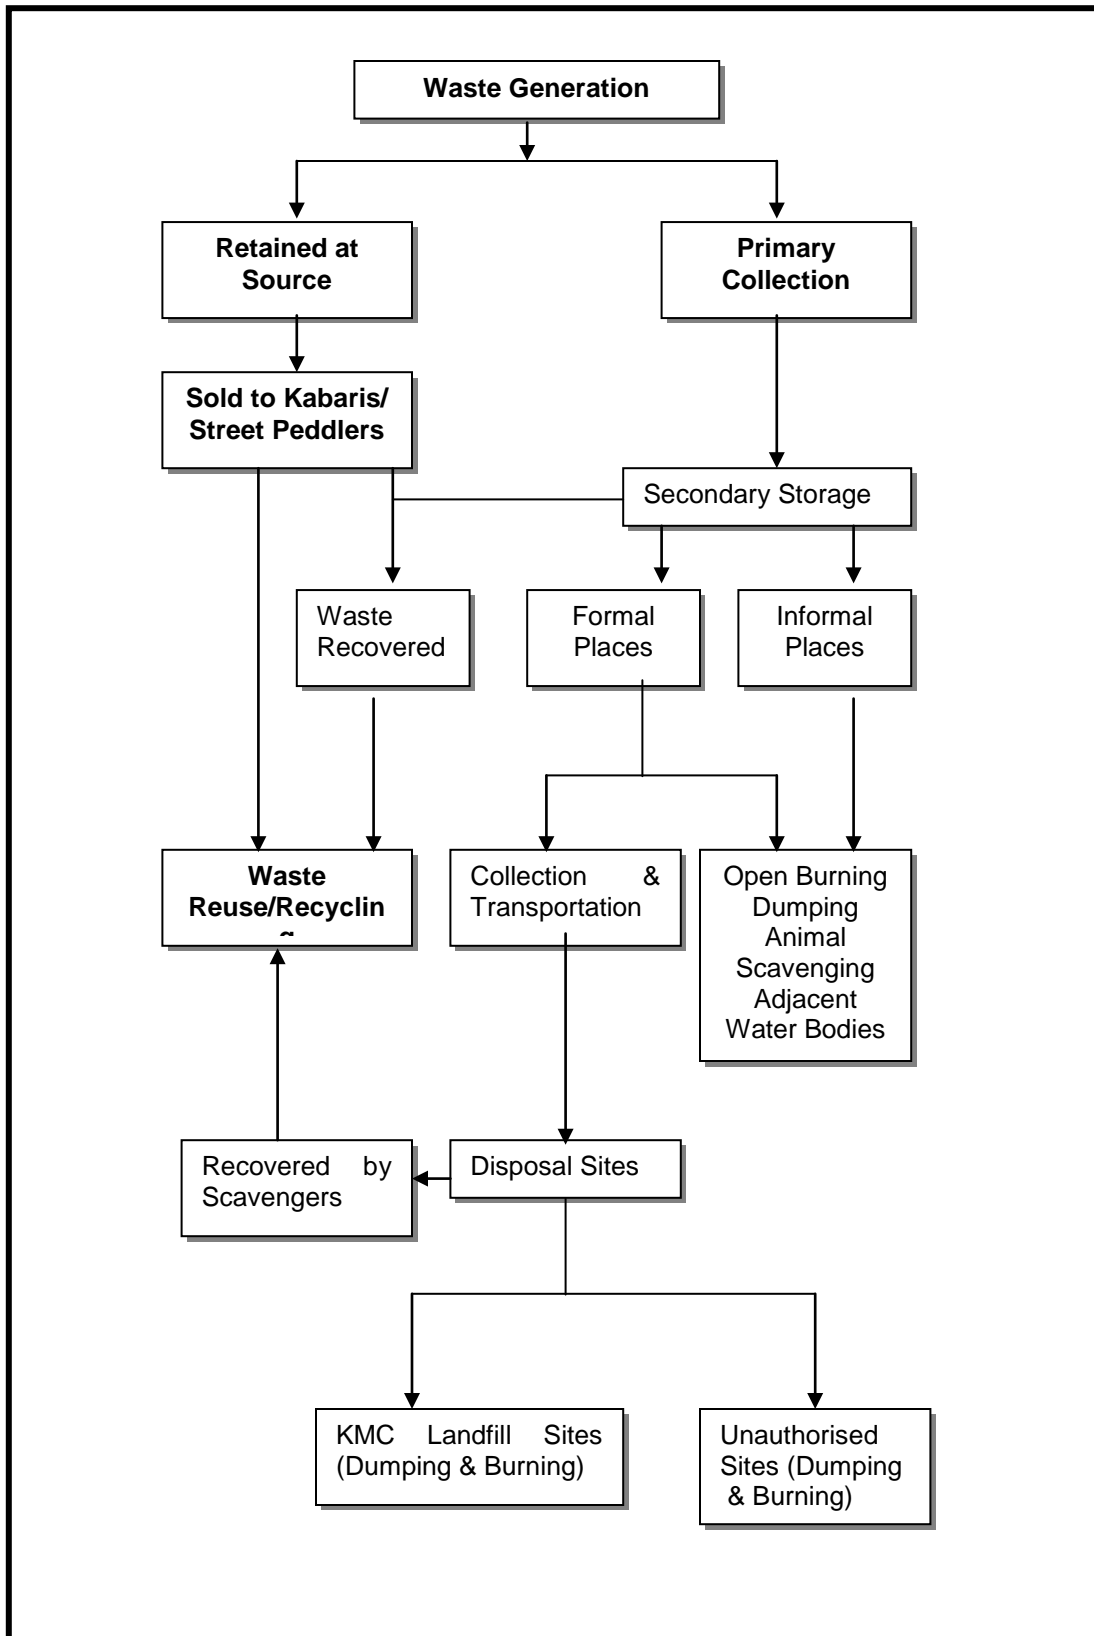 Waste Generation
Retained at
Source
Primary
Collection
Sold to Kabaris/
Street Peddlers
Secondary Storage
Waste
Recovered
Formal
Places
Informal
Places
Waste
Reuse/Recyclin
g
Collection &
Transportation
Open Burning
Dumping
Animal
Scavenging
Adjacent
Water Bodies
Recovered by
Scavengers
Disposal Sites
KMC Landfill Sites
(Dumping & Burning)
Unauthorised
Sites (Dumping
& Burning)